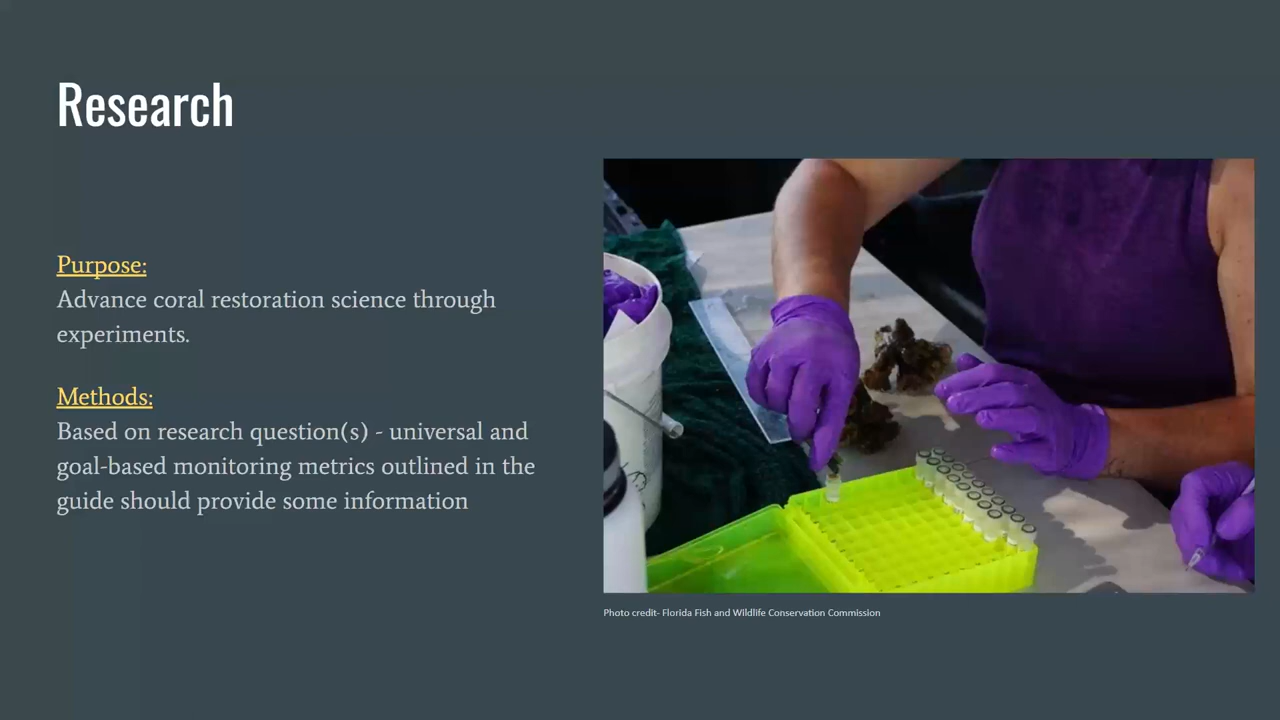 Research
Purpose:
Advance coral restoration science through
experiments.
Methods:
Based on research question(s) - universal and
goal-based monitoring metrics outlined in the
guide should provide some information
Photo credit- Florida Fish and Wildlife Conservation Commission